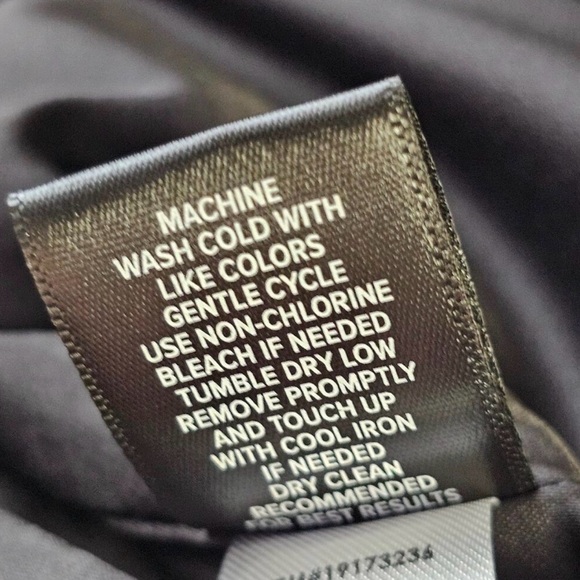 MACHINE
WASH COLD WITH
LIKE COLORS
GENTLE CYCLE
USE NON-CHLORINE
BLEACH IF NEEDED
TUMBLE DRY LOW
REMOVE PROMPTLY
AND TOUCH UP
WITH COOL IRON
IF NEEDED
DRY CLEAN
RECOMMENDED
FOR BEST RESULTS
#19173234